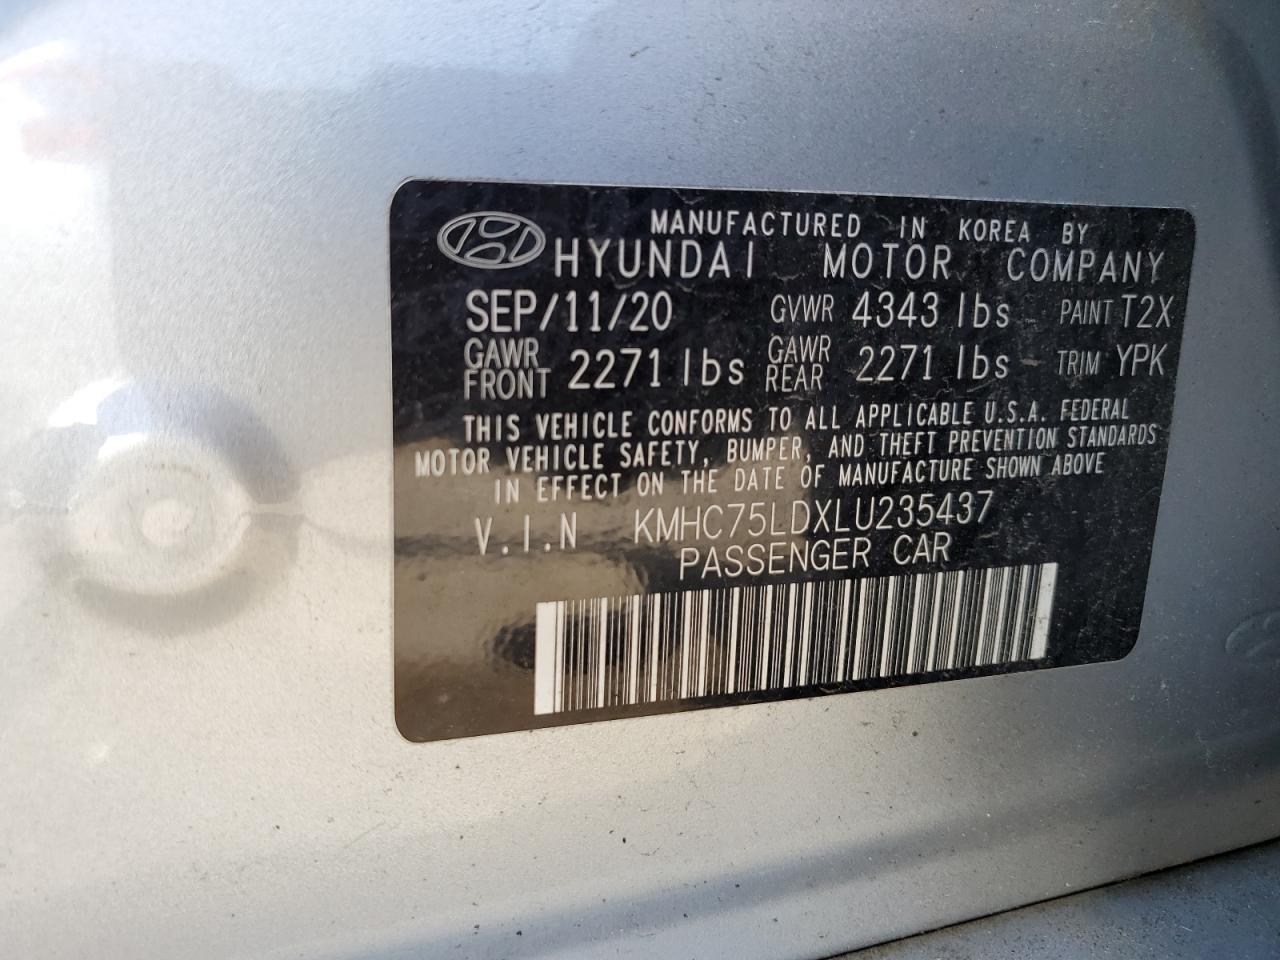 MANUFACTURED IN KOREA BY
HYUNDAI MOTOR COMPANY
SEP/11/20 GVWR 4343 lbs PAINT T2X
GAWR FRONT 2271 lbs GAWR REAR 2271 lbs TRIM YPK
THIS VEHICLE CONFORMS TO ALL APPLICABLE U.S.A. FEDERAL
MOTOR VEHICLE SAFETY, BUMPER, AND THEFT PREVENTION STANDARDS
IN EFFECT ON THE DATE OF MANUFACTURE SHOWN ABOVE
V.I.N KMHC75LDXLU235437
PASSENGER CAR